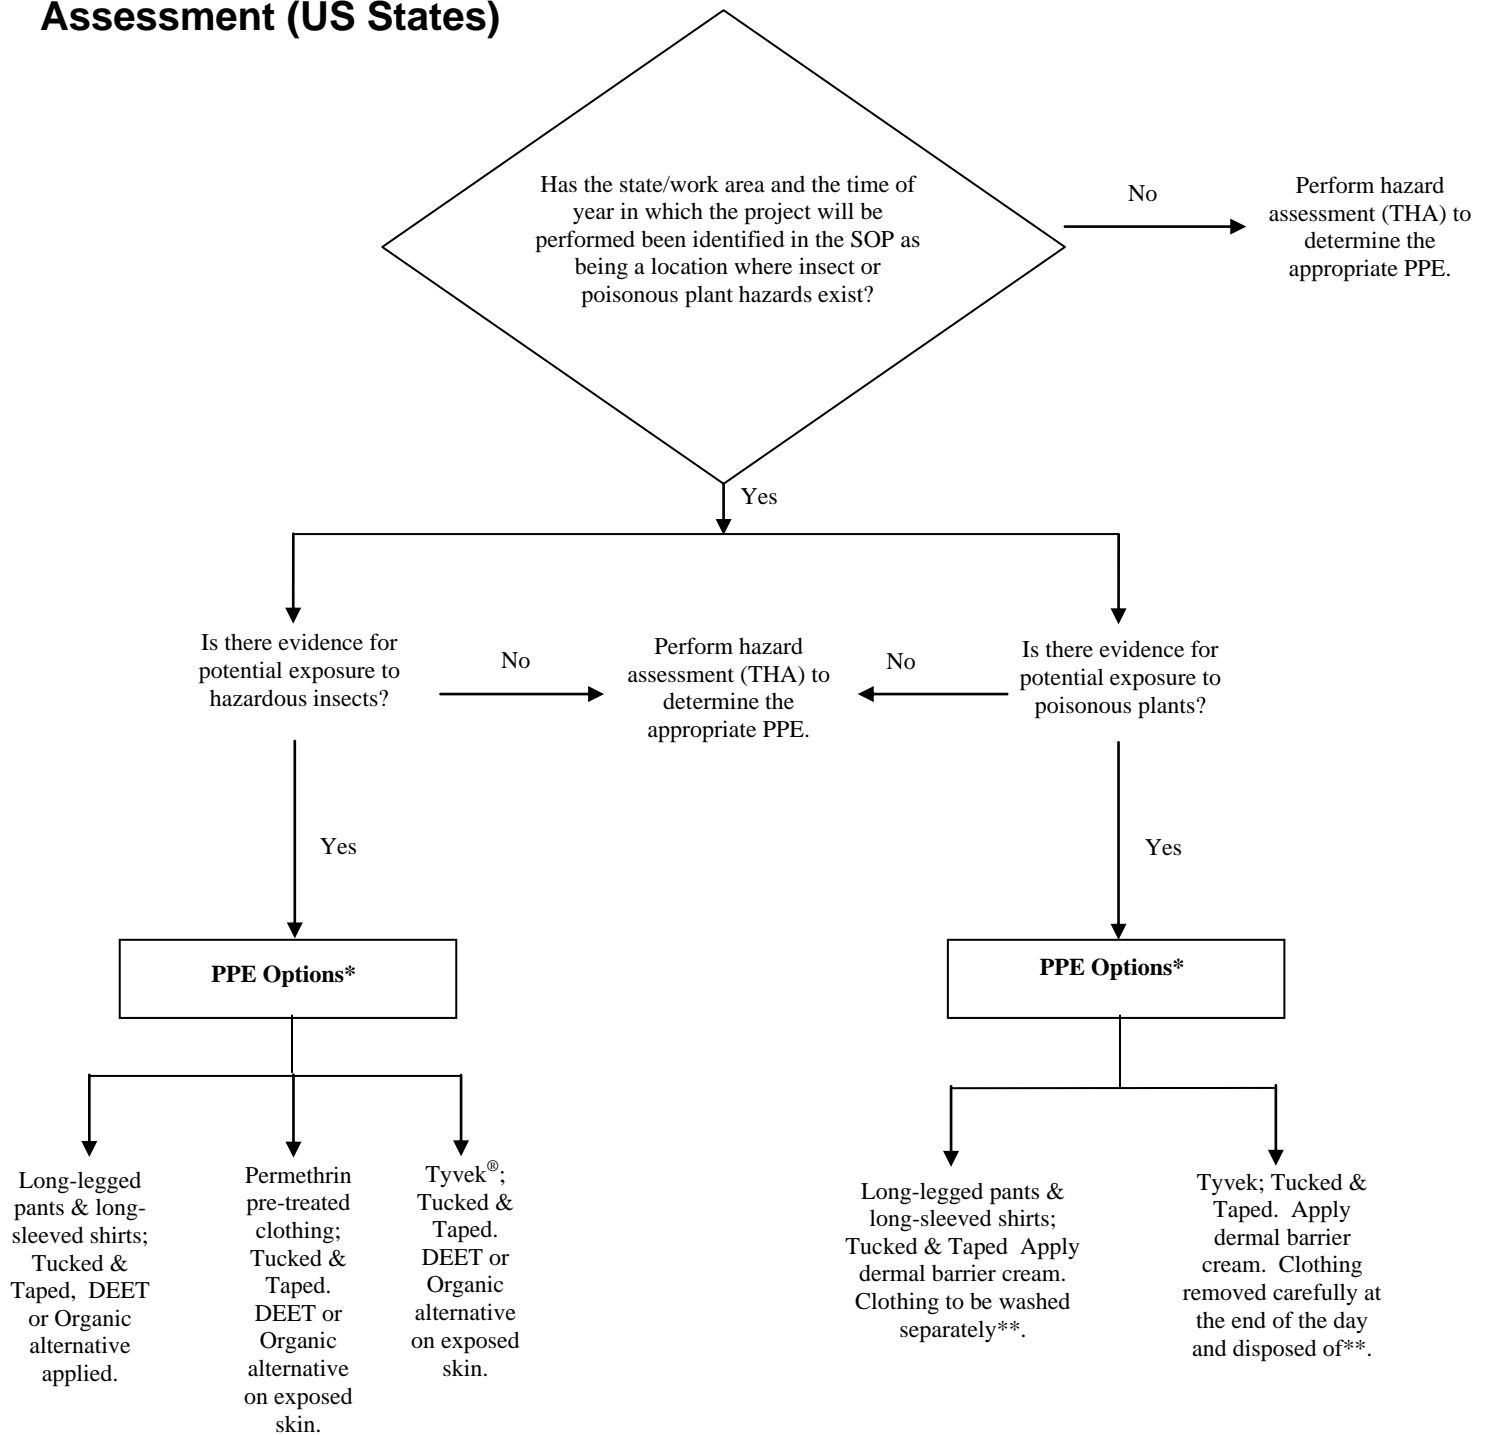 Assessment (US States)
Has the state/work area and the time of
year in which the project will be
performed been identified in the SOP as
being a location where insect or
poisonous plant hazards exist?
No
Perform hazard
assessment (THA) to
determine the
appropriate PPE.
Yes
Is there evidence for
potential exposure to
hazardous insects?
No
Perform hazard
assessment (THA) to
determine the
appropriate PPE.
No
Is there evidence for
potential exposure to
poisonous plants?
Yes
Yes
PPE Options*
PPE Options*
Long-legged
pants & long-
sleeved shirts;
Tucked &
Taped, DEET
or Organic
alternative
applied.
Permethrin
pre-treated
clothing;
Tucked &
Taped.
DEET or
Organic
alternative
on exposed
skin.
Tyvek®;
Tucked &
Taped.
DEET or
Organic
alternative
on exposed
skin.
Long-legged pants &
long-sleeved shirts;
Tucked & Taped Apply
dermal barrier cream.
Clothing to be washed
separately**.
Tyvek; Tucked &
Taped. Apply
dermal barrier
cream. Clothing
removed carefully at
the end of the day
and disposed of**.